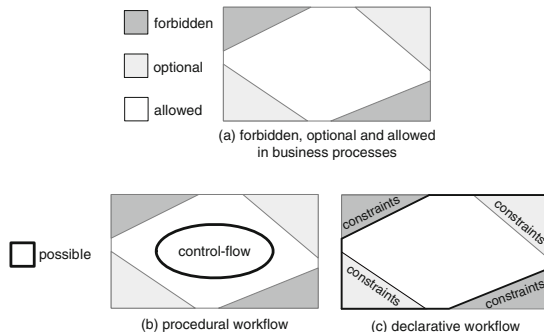 forbidden
optional
allowed
(a) forbidden, optional and allowed
in business processes
possible
control-flow
(b) procedural workflow
constraints
constraints
constraints
constraints
(c) declarative workflow